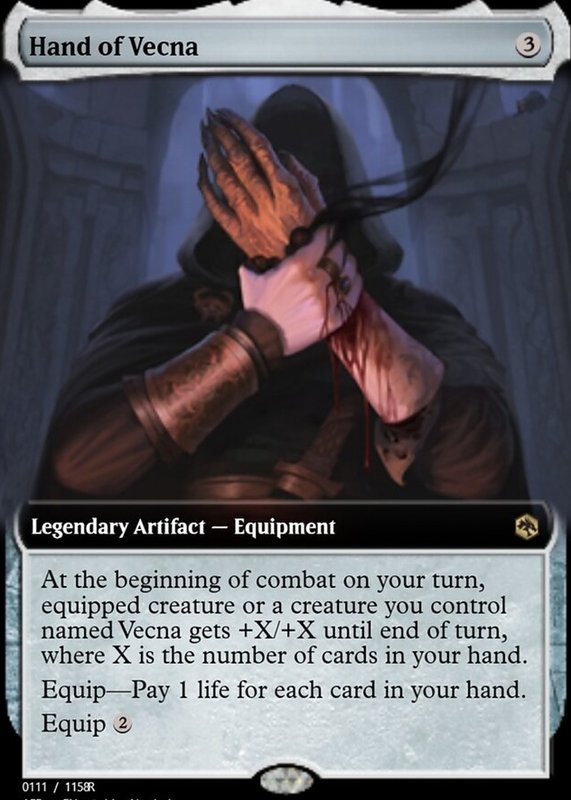 Hand of Vecna
3
Legendary Artifact — Equipment
At the beginning of combat on your turn,
equipped creature or a creature you control
named Vecna gets +X/+X until end of turn,
where X is the number of cards in your hand.
Equip—Pay 1 life for each card in your hand.
Equip 2
0111 / 1158R